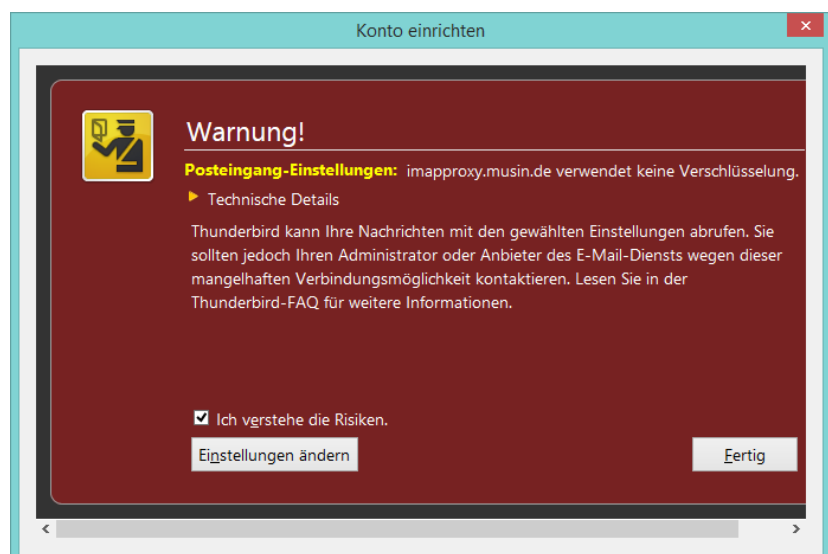 Konto einrichten
Warnung!
Posteingang-Einstellungen: imapproxy.musin.de verwendet keine Verschlüsselung.
Technische Details
Thunderbird kann Ihre Nachrichten mit den gewählten Einstellungen abrufen. Sie
sollten jedoch Ihren Administrator oder Anbieter des E-Mail-Diensts wegen dieser
mangelhaften Verbindungsmöglichkeit kontaktieren. Lesen Sie in der
Thunderbird-FAQ für weitere Informationen.
Ich verstehe die Risiken.
Einstellungen ändern
Fertig